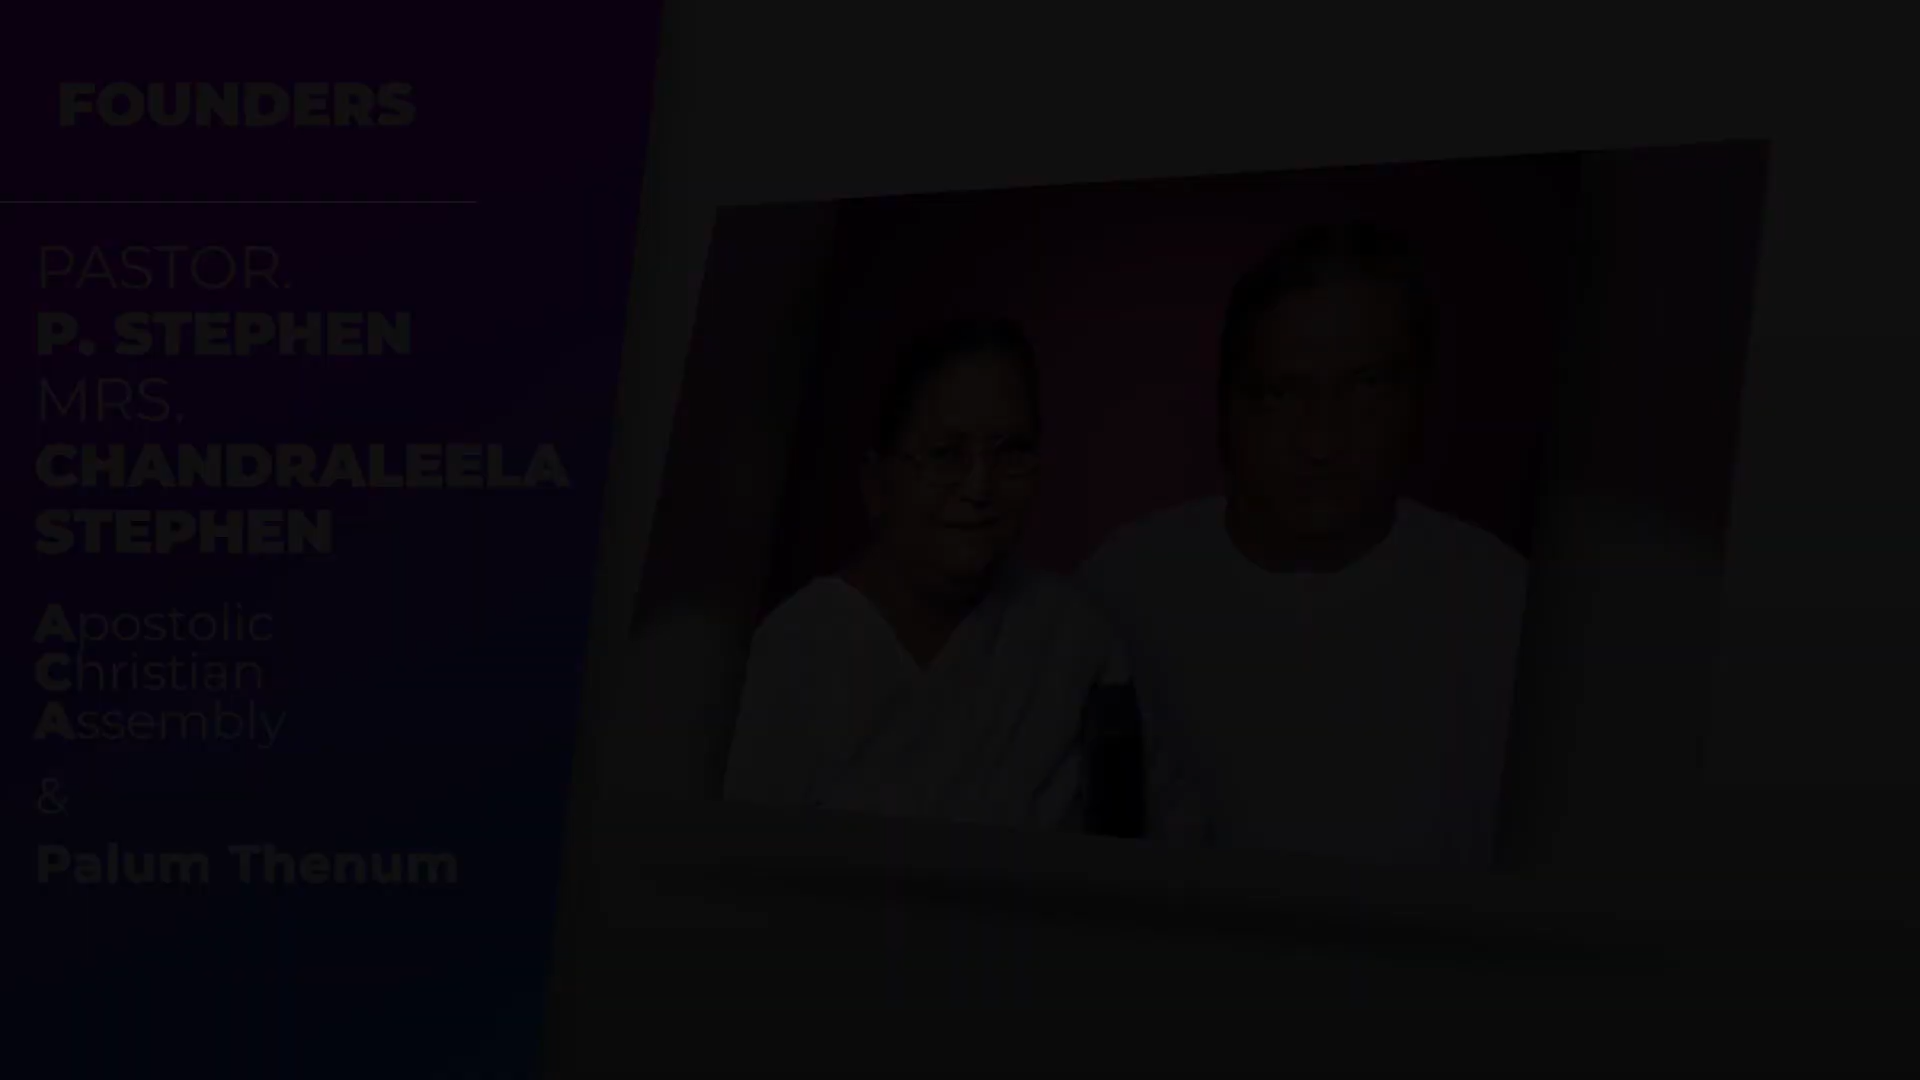 FOUNDERS
PASTOR.
P. STEPHEN
MRS.
CHANDRALEELA
STEPHEN
Apostolic
Christian
Assembly
&
Palum Thenum